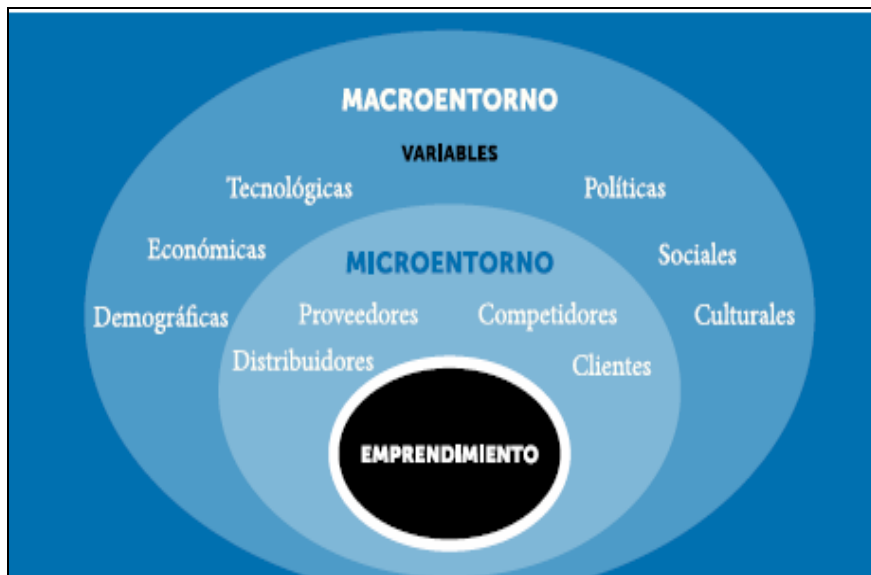 MACROENTORNO
VARIABLES
Tecnológicas Políticas
Económicas Sociales
MICROENTORNO
Demográficas Proveedores Competidores Culturales
Distribuidores Clientes
EMPRENDIMIENTO